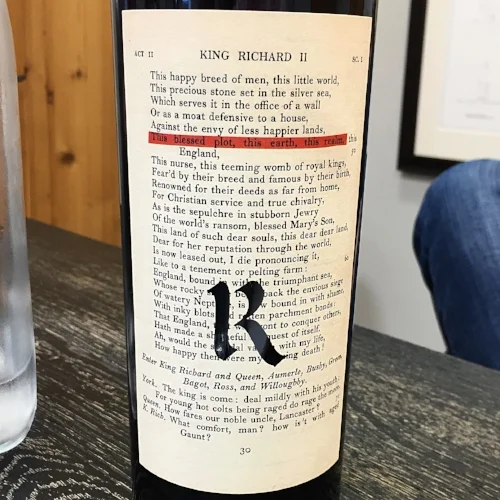 ACT II KING RICHARD II SC. I
This happy breed of men, this little world,
This precious stone set in the silver sea,
Which serves it in the office of a wall
Or as a moat defensive to a house,
Against the envy of less happier lands,
This blessed plot, this earth, this realm, this
England, 50
This nurse, this teeming womb of royal kings,
Fear'd by their breed and famous by their birth,
Renowned for their deeds as far from home,
For Christian service and true chivalry,
As is the sepulchre in stubborn Jewry
Of the world's ransom, blessed Mary's Son,
This land of such dear souls, this dear dear land,
Dear for her reputation through the world,
Is now leased out, I die pronouncing it,
Like to a tenement or pelting farm: 60
England, bound in with the triumphant sea,
Whose rocky back the envious siege
Of watery Neptune, is now bound in with shame,
With inky blots and rotten parchment bonds:
That England, to conquer others,
Hath made a shameful conquest of itself.
Ah, would the scandal vanish with my life,
How happy then were my ensuing death!
Enter King Richard and Queen, Aumerle, Bushy, Green,
Bagot, Ross, and Willoughby.
York. The king is come: deal mildly with his youth;
For young hot colts being raged do rage the more.
Queen. How fares our noble uncle, Lancaster?
K. Rich. What comfort, man? how is't with aged
Gaunt?
R
30